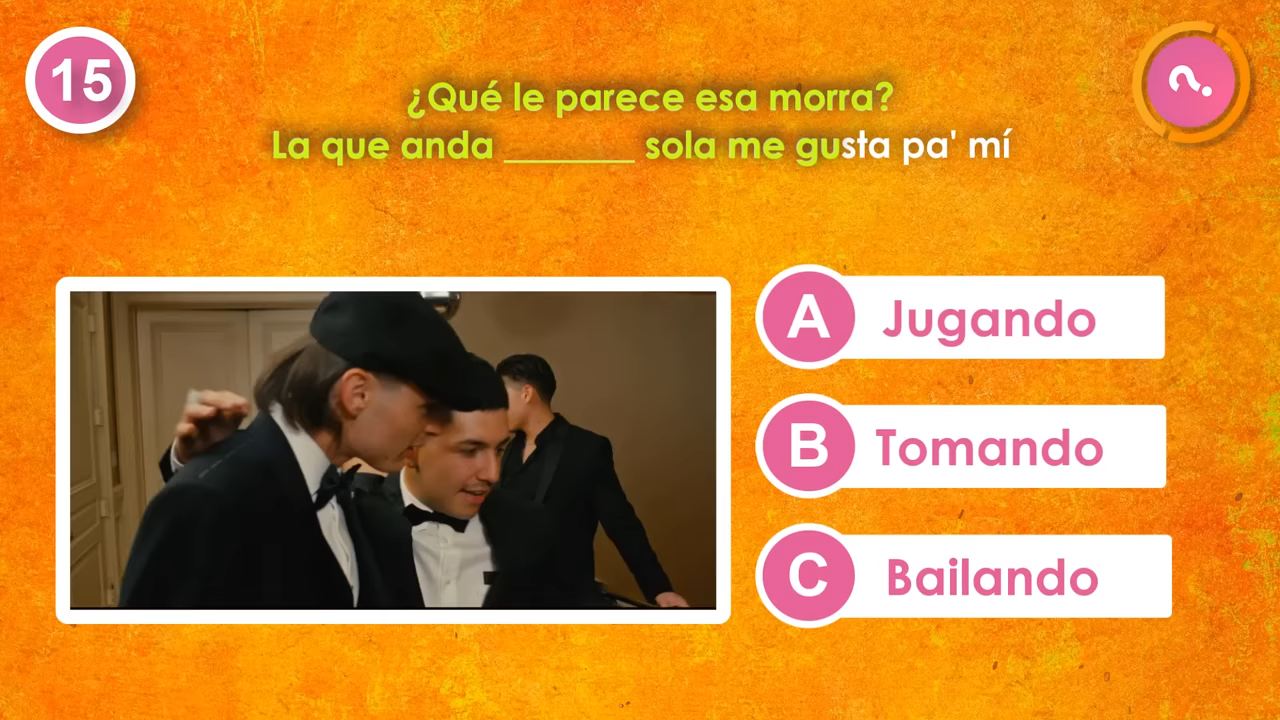 15
?
¿Qué le parece esa morra?
La que anda _______ sola me gusta pa' mí
A Jugando
B Tomando
C Bailando